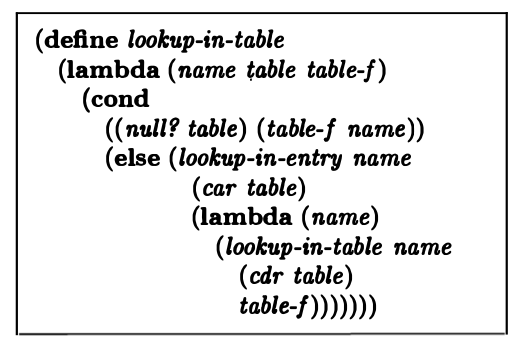 (define lookup-in-table
(lambda (name table table-f)
(cond
((null? table) (table-f name))
(else (lookup-in-entry name
(car table)
(lambda (name)
(lookup-in-table name
(cdr table)
table-f)))))))